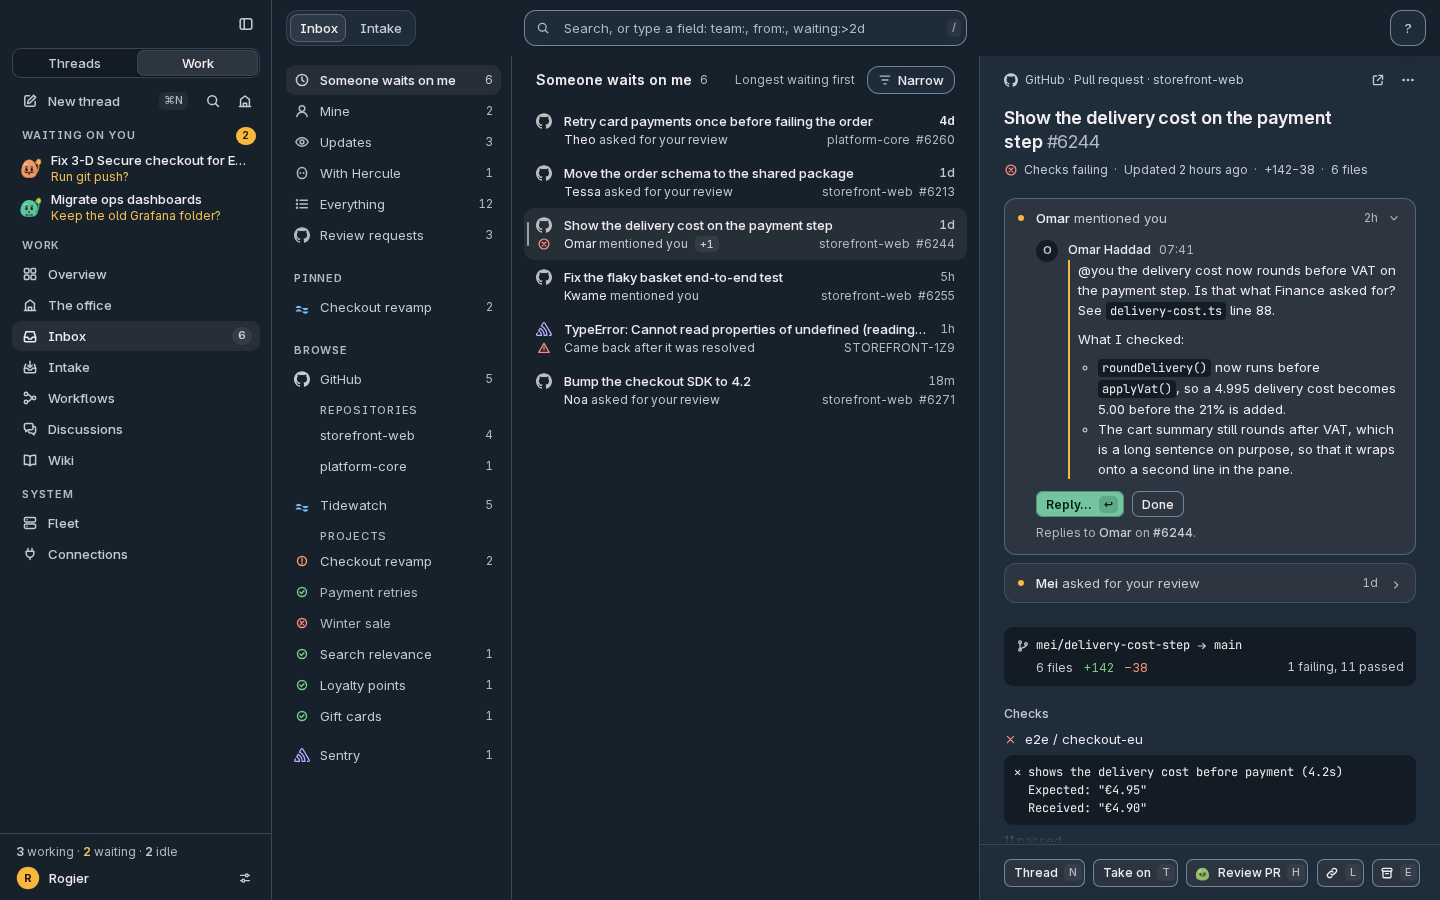 Threads
Work
New thread
⌘N
WAITING ON YOU
2
Fix 3-D Secure checkout for E...
Run git push?
Migrate ops dashboards
Keep the old Grafana folder?
WORK
Overview
The office
Inbox
6
Intake
Workflows
Discussions
Wiki
SYSTEM
Fleet
Connections
3 working · 2 waiting · 2 idle
R
Rogier
Inbox
Intake
Someone waits on me 6
Mine 2
Updates 3
With Hercule 1
Everything 12
Review requests 3
PINNED
Checkout revamp 2
BROWSE
GitHub 5
REPOSITORIES
storefront-web 4
platform-core 1
Tidewatch 5
PROJECTS
Checkout revamp 2
Payment retries
Winter sale
Search relevance 1
Loyalty points 1
Gift cards 1
Sentry 1
Search, or type a field: team:, from:, waiting:>2d
/
?
Someone waits on me 6
Longest waiting first
Narrow
Retry card payments once before failing the order 4d
Theo asked for your review platform-core #6260
Move the order schema to the shared package 1d
Tessa asked for your review storefront-web #6213
Show the delivery cost on the payment step 1d
Omar mentioned you +1 storefront-web #6244
Fix the flaky basket end-to-end test 5h
Kwame mentioned you storefront-web #6255
TypeError: Cannot read properties of undefined (reading... 1h
Came back after it was resolved STOREFRONT-1Z9
Bump the checkout SDK to 4.2 18m
Noa asked for your review storefront-web #6271
GitHub · Pull request · storefront-web
Show the delivery cost on the payment
step #6244
Checks failing · Updated 2 hours ago · +142−38 · 6 files
Omar mentioned you 2h
O
Omar Haddad 07:41
@you the delivery cost now rounds before VAT on
the payment step. Is that what Finance asked for?
See delivery-cost.ts line 88.
What I checked:
roundDelivery() now runs before
applyVat(), so a 4.995 delivery cost becomes
5.00 before the 21% is added.
The cart summary still rounds after VAT, which
is a long sentence on purpose, so that it wraps
onto a second line in the pane.
Reply... ↩
Done
Replies to Omar on #6244.
Mei asked for your review 1d
mei/delivery-cost-step → main
6 files +142 −38 1 failing, 11 passed
Checks
e2e / checkout-eu
× shows the delivery cost before payment (4.2s)
Expected: "€4.95"
Received: "€4.90"
11 passed
Thread N
Take on T
Review PR H
L
E